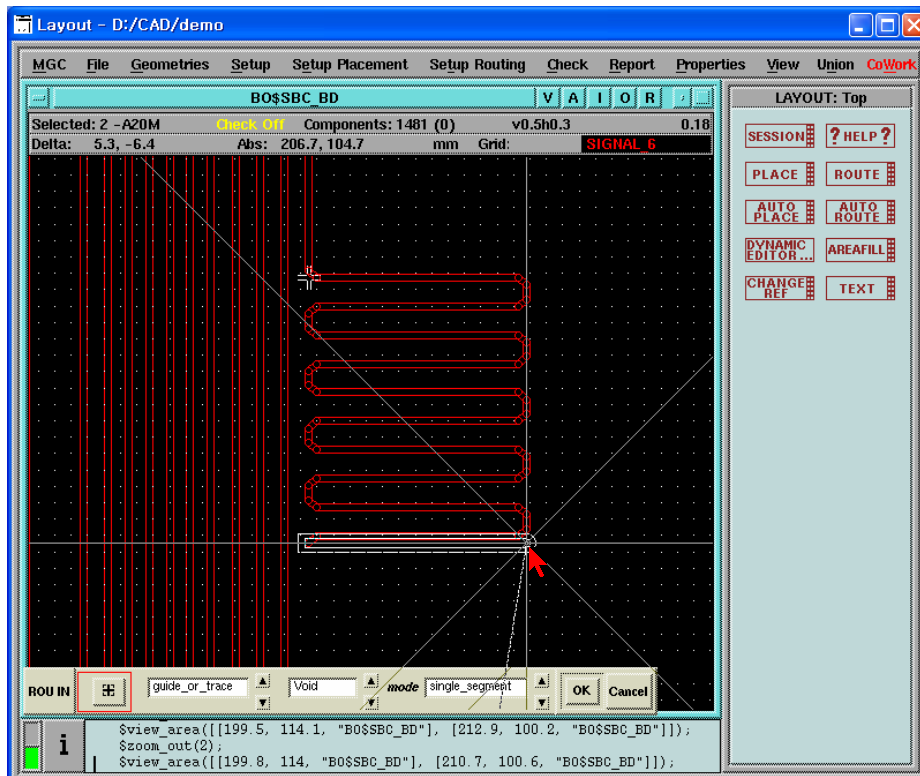 Layout - D:/CAD/demo
MGC File Geometries Setup Setup Placement Setup Routing Check Report Properties View Union CoWork
BO$SBC_BD V A I O R
LAYOUT: Top
Selected: 2 -A20M Check Off Components: 1481 (0) v0.5h0.3 0.18
Delta: 5.3, -6.4 Abs: 206.7, 104.7 mm Grid: SIGNAL_6
SESSION ? HELP ?
PLACE ROUTE
AUTO PLACE AUTO ROUTE
DYNAMIC EDITOR... AREAFILL
CHANGE REF TEXT
ROU IN guide_or_trace Void mode single_segment OK Cancel
i
$view_area([[199.5, 114.1, "BO$SBC_BD"], [212.9, 100.2, "BO$SBC_BD"]]);
$zoom_out(2);
$view_area([[199.8, 114, "BO$SBC_BD"], [210.7, 100.6, "BO$SBC_BD"]]);